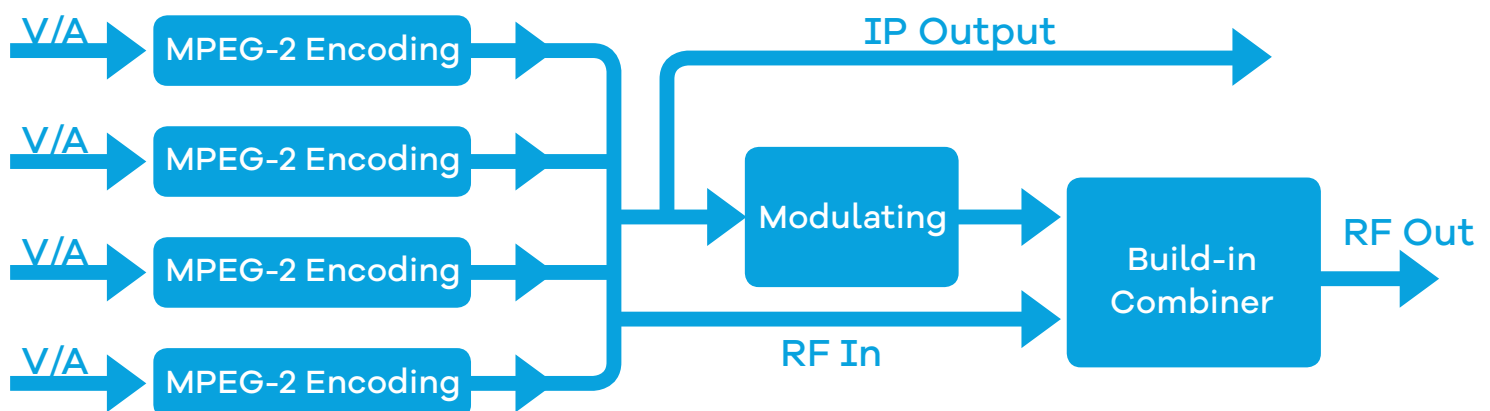 V/A
MPEG-2 Encoding
V/A
MPEG-2 Encoding
V/A
MPEG-2 Encoding
V/A
MPEG-2 Encoding
IP Output
Modulating
RF In
Build-in
Combiner
RF Out